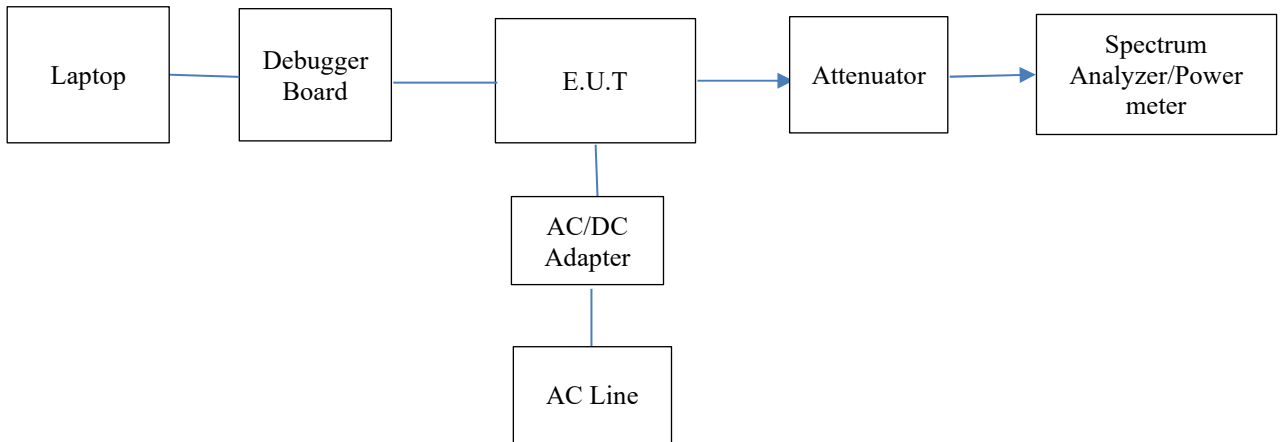 Laptop
Debugger
Board
E.U.T
Attenuator
Spectrum
Analyzer/Power
meter
AC/DC
Adapter
AC Line